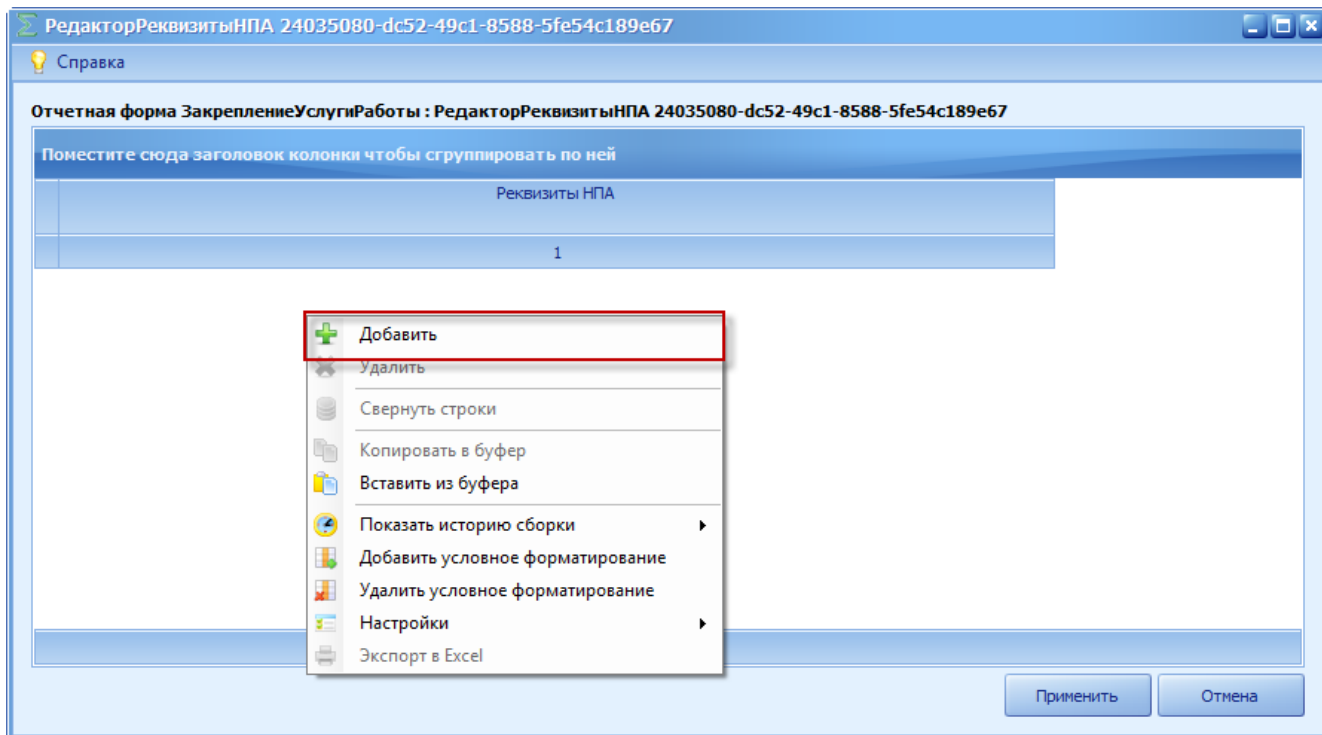 РедакторРеквизитыНПА 24035080-dc52-49c1-8588-5fe54c189e67
Справка
Отчетная форма ЗакреплениеУслугиРаботы : РедакторРеквизитыНПА 24035080-dc52-49c1-8588-5fe54c189e67
Поместите сюда заголовок колонки чтобы сгруппировать по ней
Реквизиты НПА
1
Добавить
Удалить
Свернуть строки
Копировать в буфер
Вставить из буфера
Показать историю сборки
Добавить условное форматирование
Удалить условное форматирование
Настройки
Экспорт в Excel
Применить Отмена